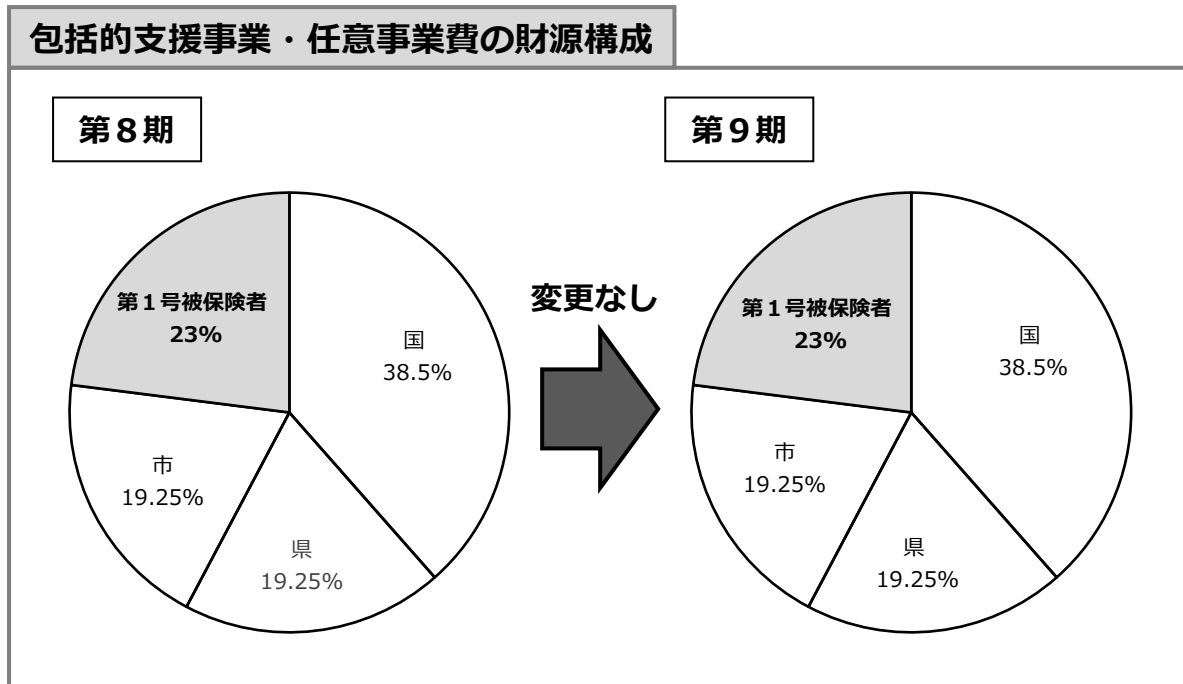 包括的支援事業・任意事業費の財源構成
第８期
第９期
第１号被保険者
23%
国
38.5%
市
19.25%
県
19.25%
変更なし
第１号被保険者
23%
国
38.5%
市
19.25%
県
19.25%